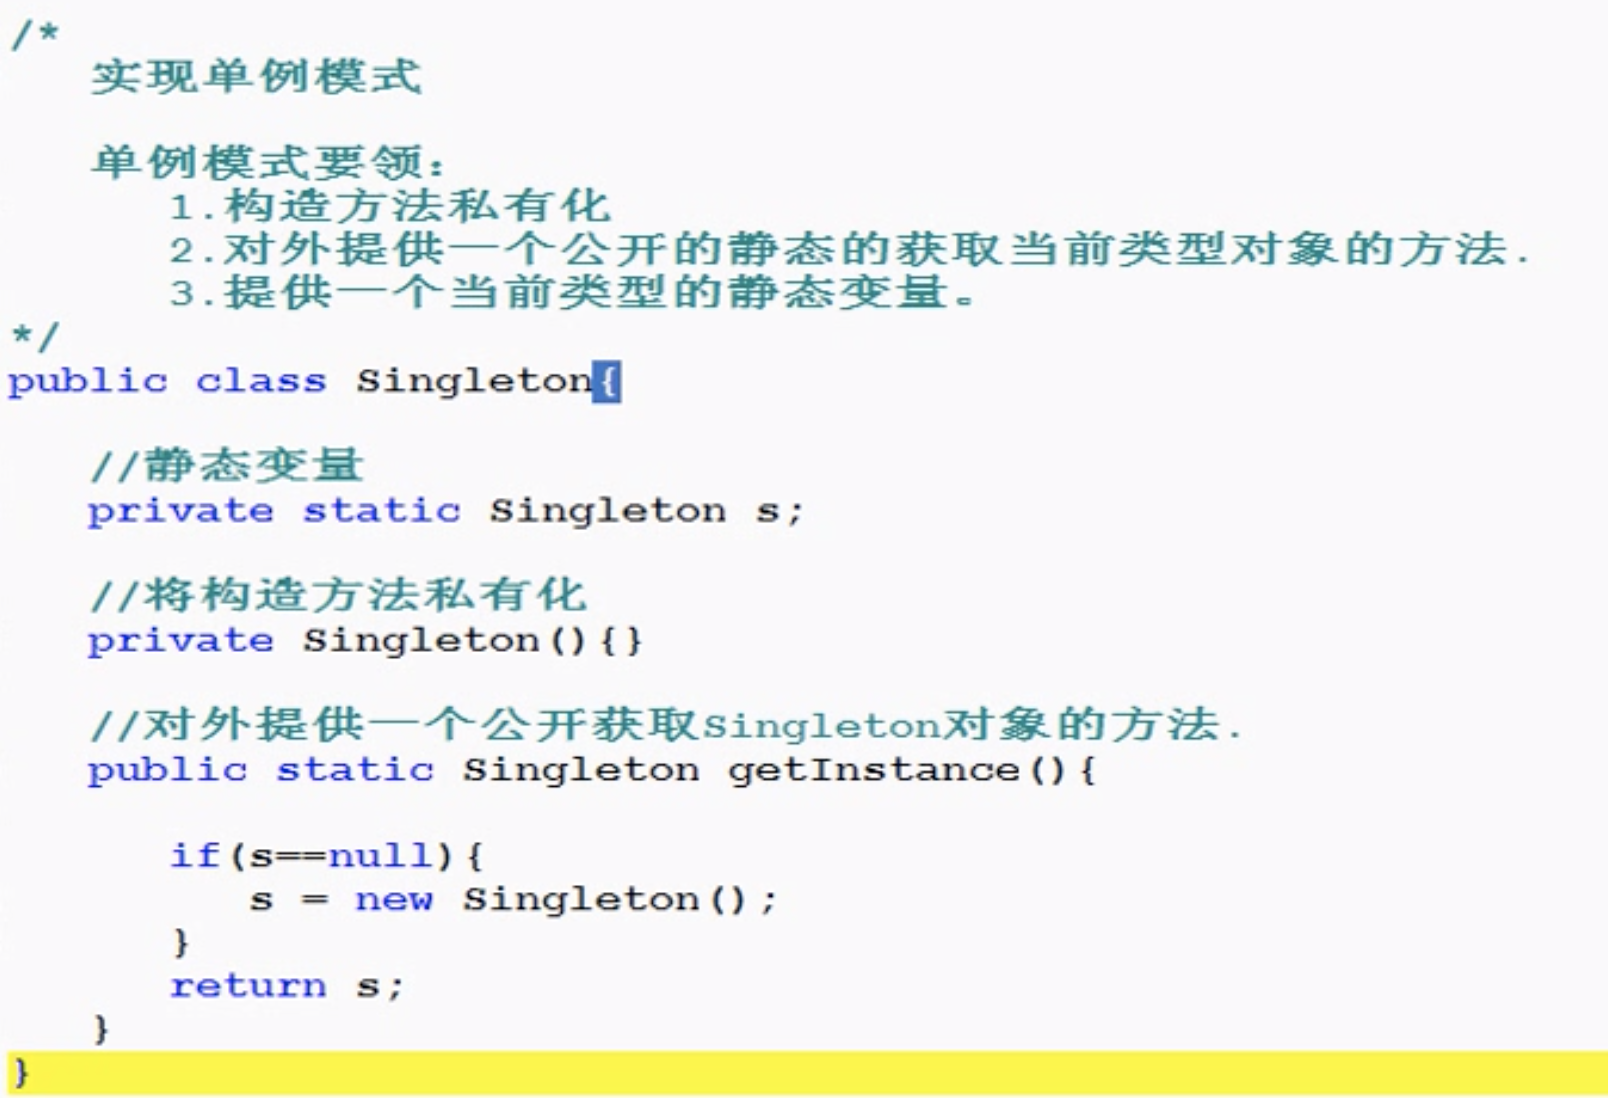 /*
实现单例模式
单例模式要领：
1.构造方法私有化
2.对外提供一个公开的静态的获取当前类型对象的方法.
3.提供一个当前类型的静态变量。
*/
public class Singleton{
//静态变量
private static Singleton s;
//将构造方法私有化
private Singleton(){}
//对外提供一个公开获取Singleton对象的方法.
public static Singleton getInstance(){
if(s==null){
s = new Singleton();
}
return s;
}
}